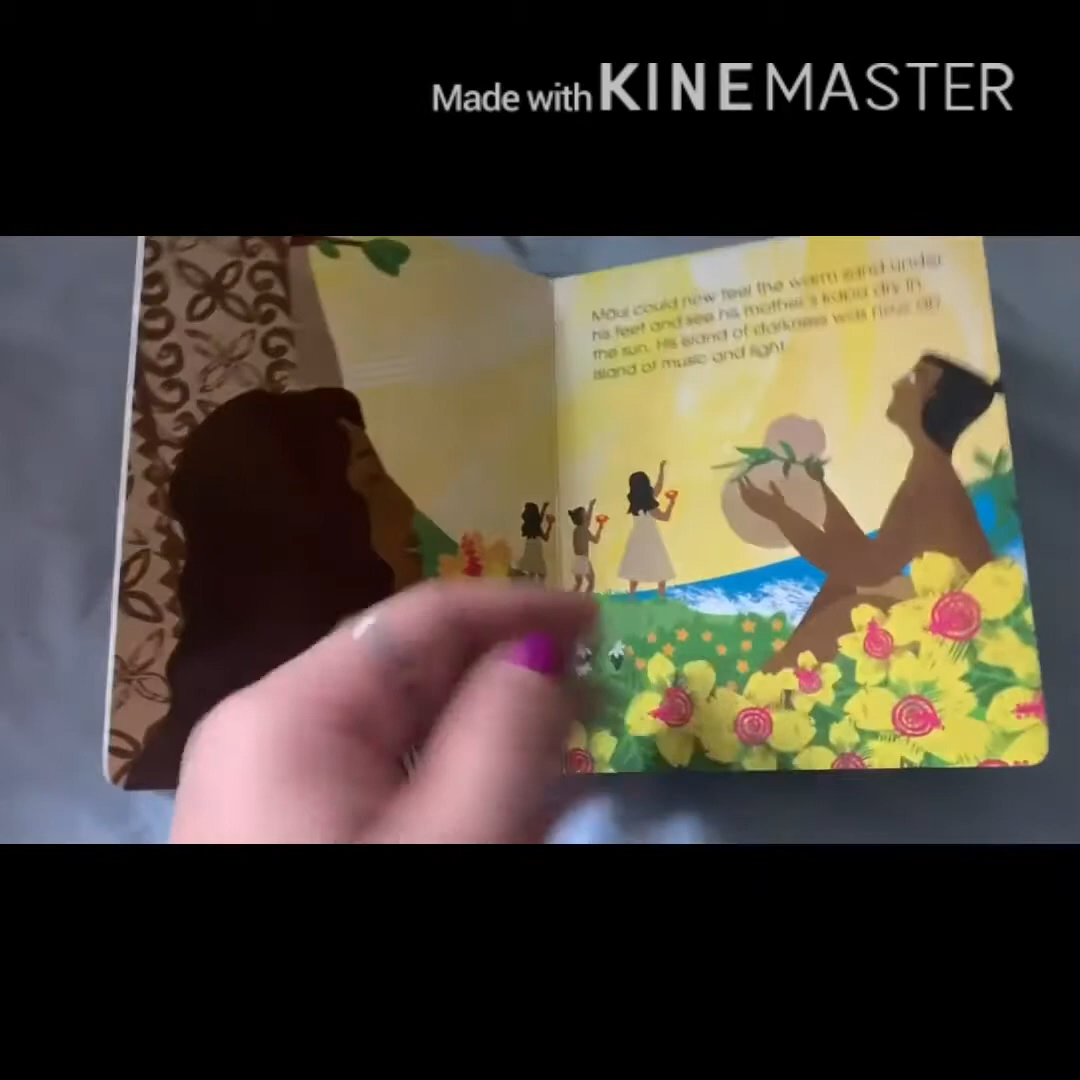 Made with KINEMASTER
Māui could now feel the warm sand under
his feet and see his mother's kapa dry in
the sun. His island of darkness was now an
island of music and light.